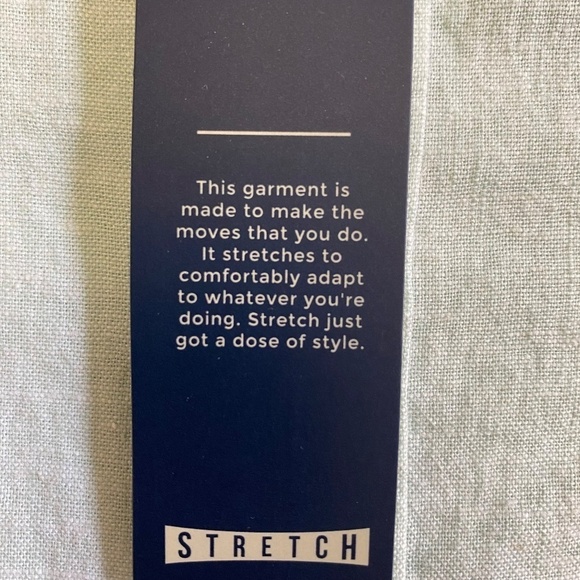 This garment is
made to make the
moves that you do.
It stretches to
comfortably adapt
to whatever you're
doing. Stretch just
got a dose of style.
STRETCH